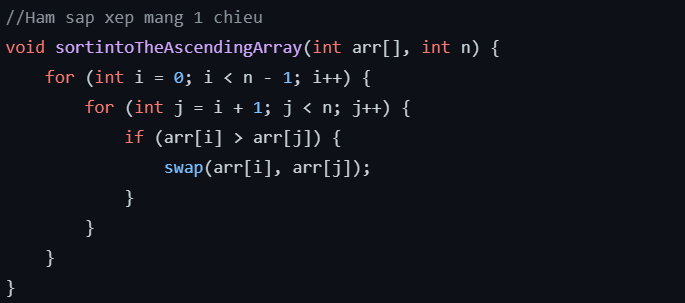 //Ham sap xep mang 1 chieu
void sortintoTheAscendingArray(int arr[], int n) {
    for (int i = 0; i < n - 1; i++) {
        for (int j = i + 1; j < n; j++) {
            if (arr[i] > arr[j]) {
                swap(arr[i], arr[j]);
            }
        }
    }
}